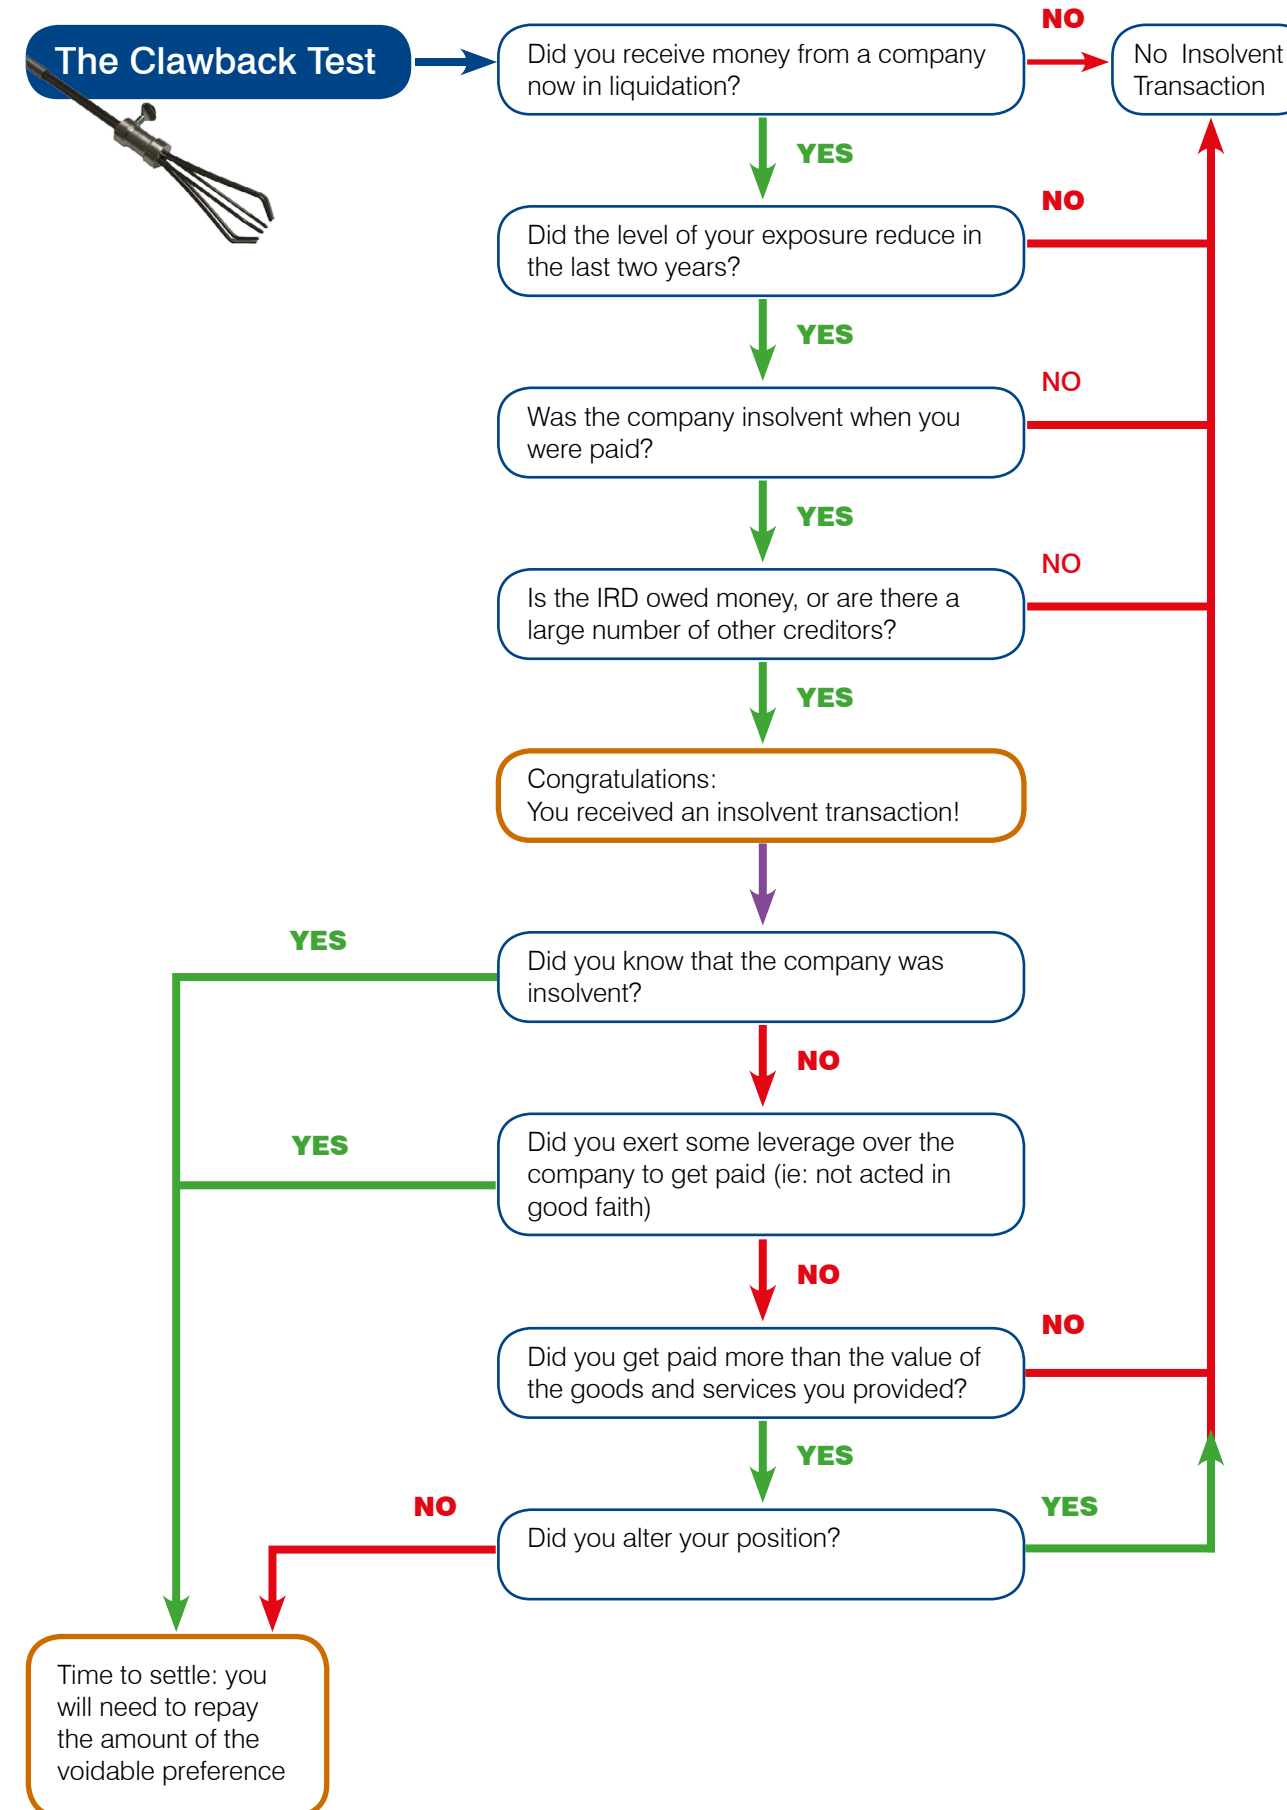 The Clawback Test
Did you receive money from a company
now in liquidation?
NO
No Insolvent
Transaction
YES
Did the level of your exposure reduce in
the last two years?
NO
YES
Was the company insolvent when you
were paid?
NO
YES
Is the IRD owed money, or are there a
large number of other creditors?
NO
YES
Congratulations:
You received an insolvent transaction!
Did you know that the company was
insolvent?
YES
NO
Did you exert some leverage over the
company to get paid (ie: not acted in
good faith)
YES
NO
Did you get paid more than the value of
the goods and services you provided?
NO
YES
Did you alter your position?
NO
YES
Time to settle: you
will need to repay
the amount of the
voidable preference